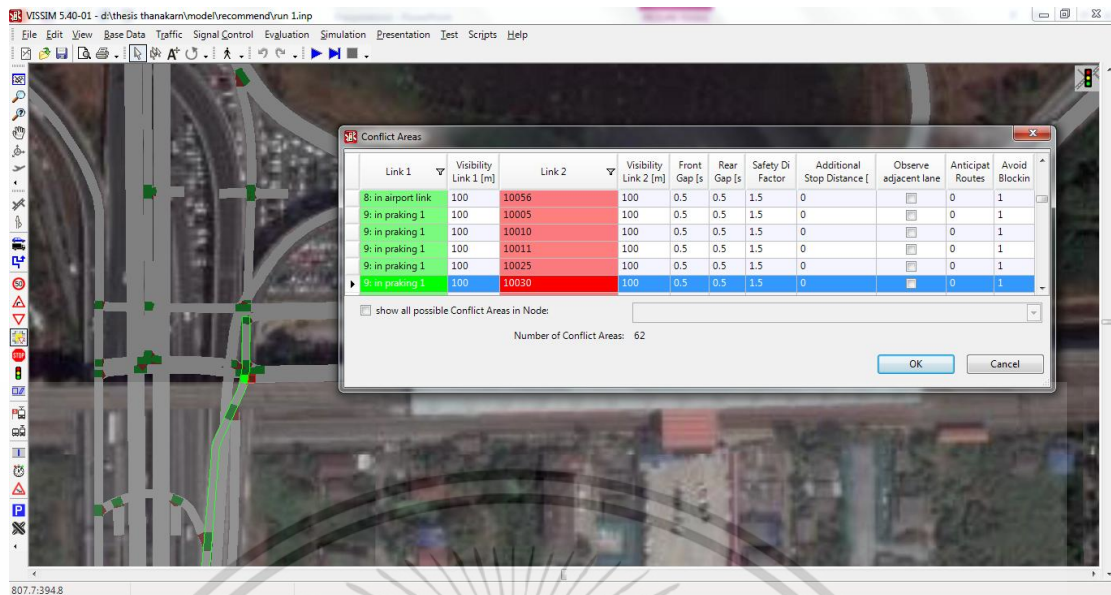 VISSIM 5.40-01 - d:\thesis thanakarn\model\recommend\run 1.inp
File Edit View Base Data Traffic Signal Control Evaluation Simulation Presentation Test Scripts Help
Conflict Areas
Link 1 Visibility Link 1 [m] Link 2 Visibility Link 2 [m] Front Gap [s Rear Gap [s Safety Di Factor Additional Stop Distance [ Observe adjacent lane Anticipat Routes Avoid Blockin
8: in airport link 100 10056 100 0.5 0.5 1.5 0 0 1
9: in praking 1 100 10005 100 0.5 0.5 1.5 0 0 1
9: in praking 1 100 10010 100 0.5 0.5 1.5 0 0 1
9: in praking 1 100 10011 100 0.5 0.5 1.5 0 0 1
9: in praking 1 100 10025 100 0.5 0.5 1.5 0 0 1
9: in praking 1 100 10030 100 0.5 0.5 1.5 0 0 1
show all possible Conflict Areas in Node:
Number of Conflict Areas: 62
OK Cancel
50
STOP
P
807.7:394.8